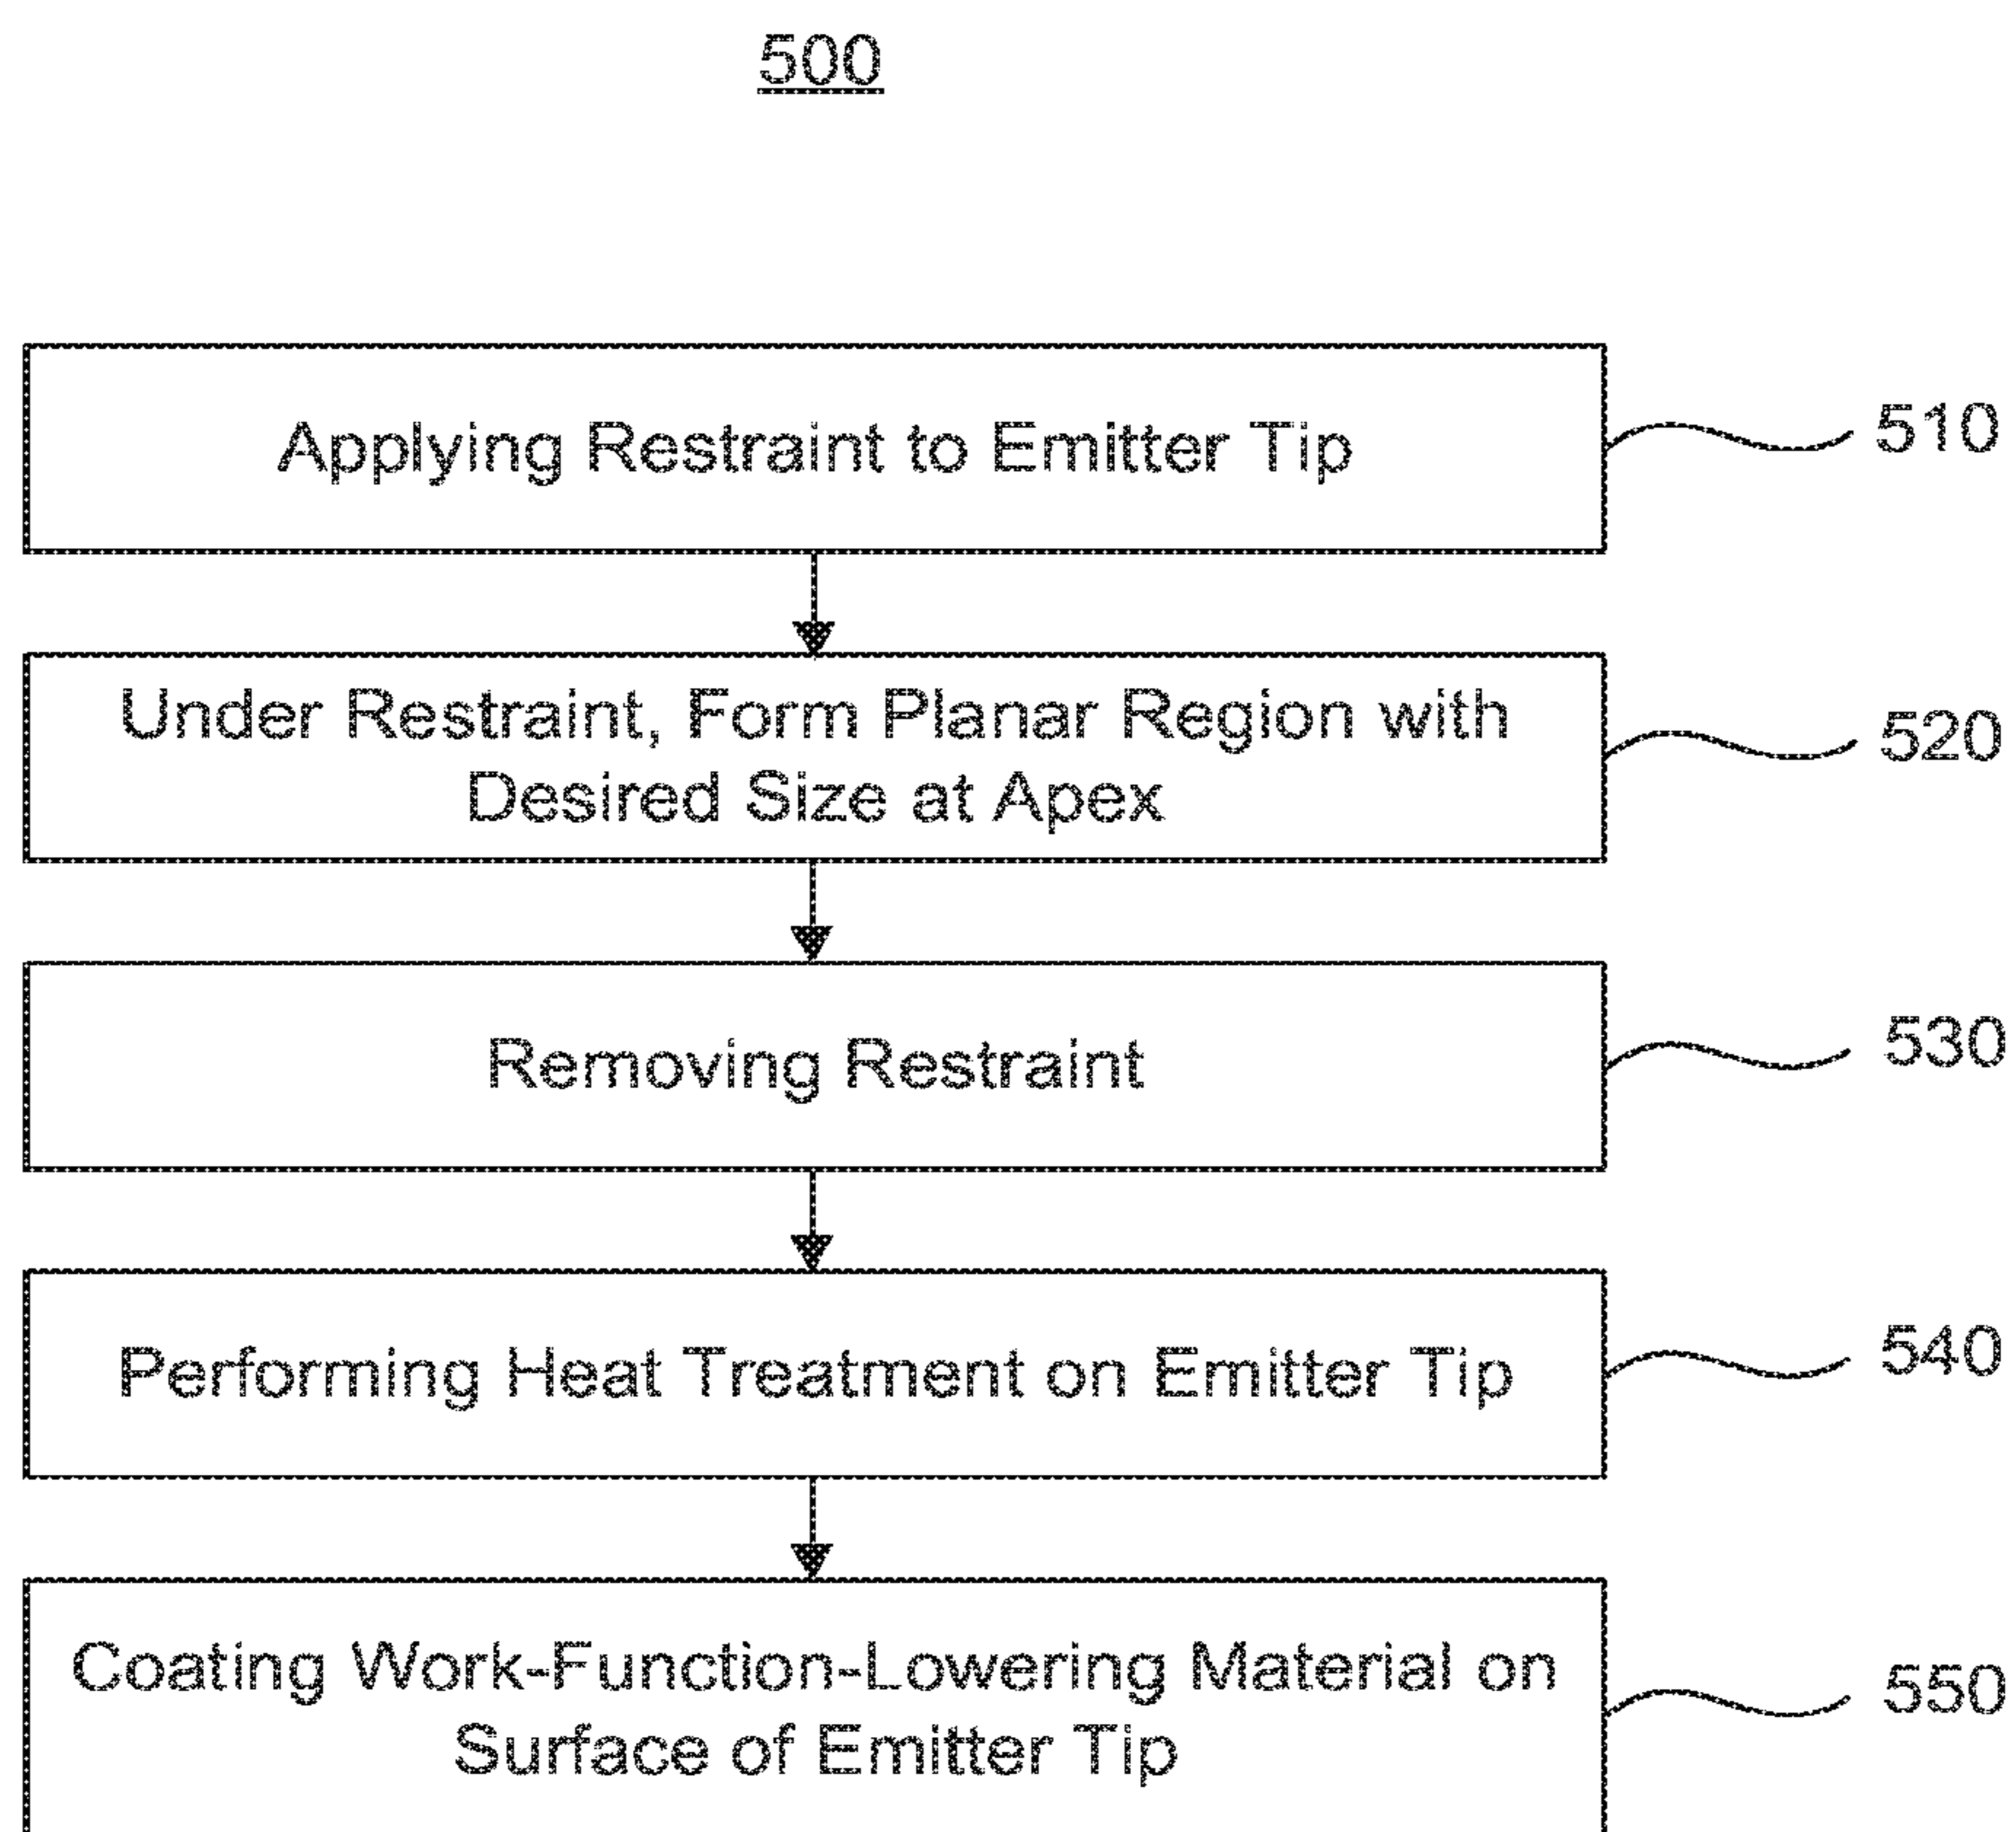 500
Applying Restraint to Emitter Tip
510
Under Restraint, Form Planar Region with
Desired Size at Apex
520
Removing Restraint
530
Performing Heat Treatment on Emitter Tip
540
Coating Work-Function-Lowering Material on
Surface of Emitter Tip
550